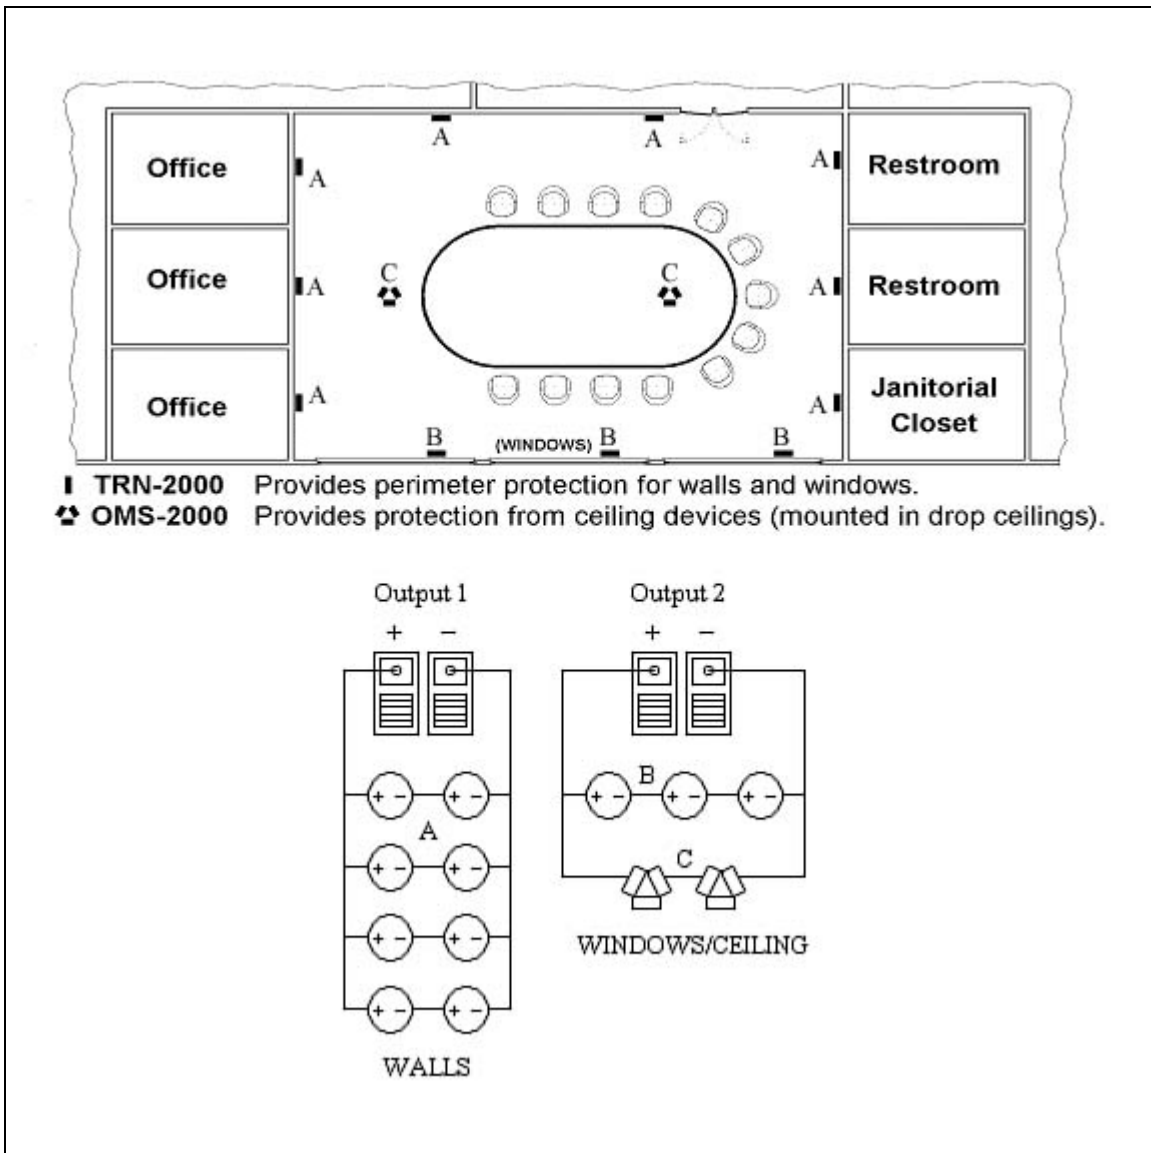 A A
Office A A Restroom
Office A C C A Restroom
Office A A Janitorial
Closet
B (WINDOWS) B B
TRN-2000 Provides perimeter protection for walls and windows.
OMS-2000 Provides protection from ceiling devices (mounted in drop ceilings).
Output 1 Output 2
+ − + −
+ - + - B + - + - + -
A
+ - + - C
WINDOWS/CEILING
+ - + -
+ - + -
WALLS